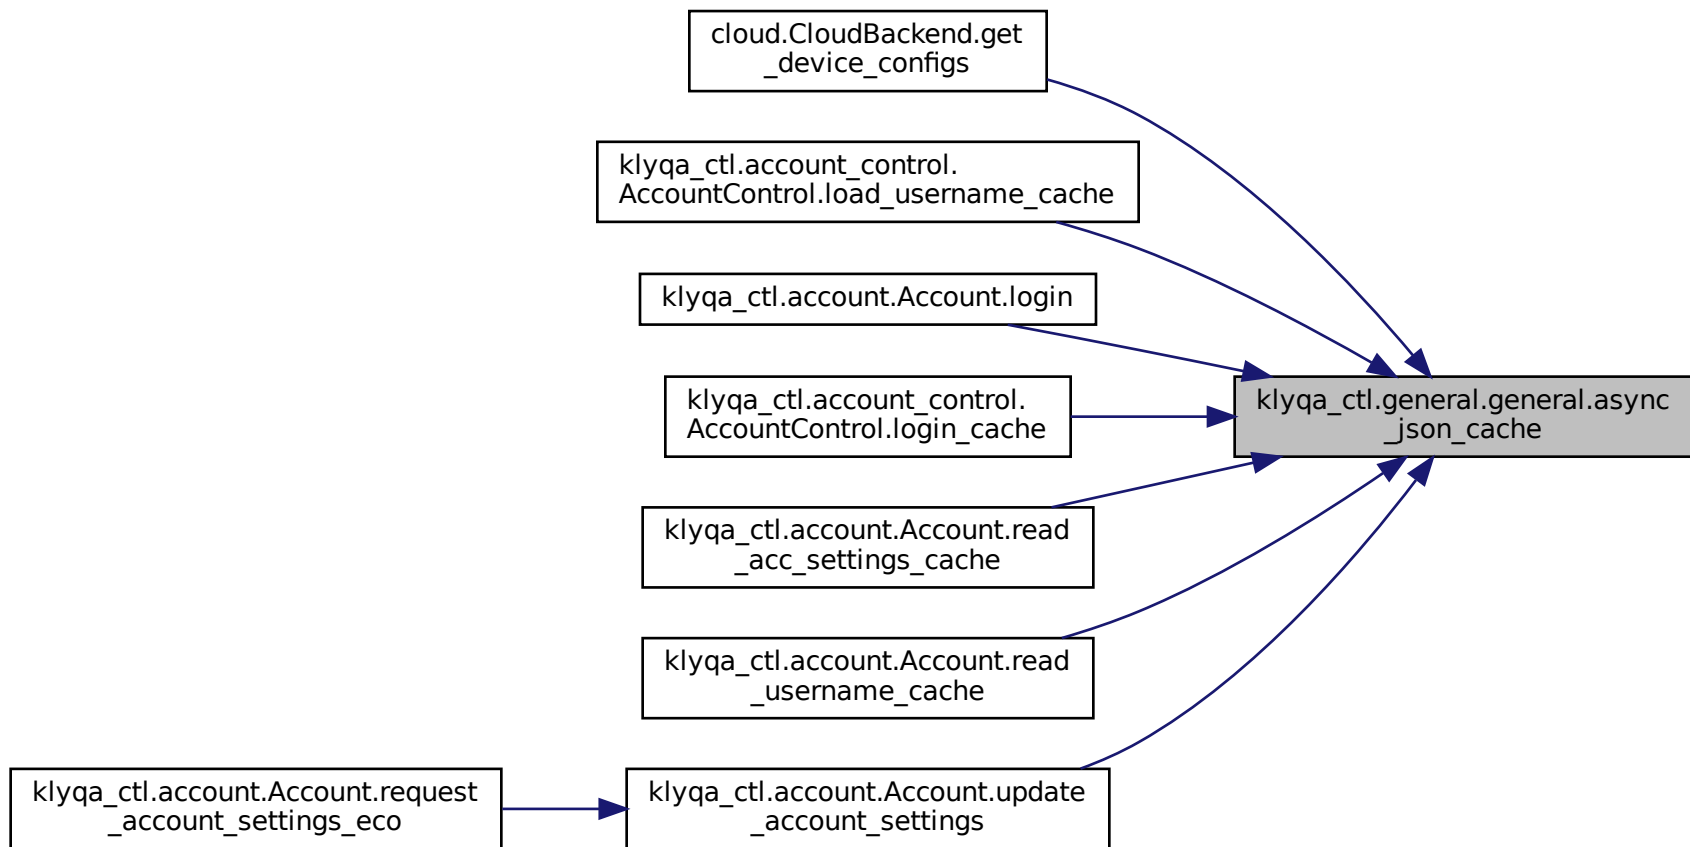 cloud.CloudBackend.get
_device_configs
klyqa_ctl.account_control.
AccountControl.load_username_cache
klyqa_ctl.account.Account.login
klyqa_ctl.account_control.
AccountControl.login_cache
klyqa_ctl.general.general.async
_json_cache
klyqa_ctl.account.Account.read
_acc_settings_cache
klyqa_ctl.account.Account.read
_username_cache
klyqa_ctl.account.Account.request
_account_settings_eco
klyqa_ctl.account.Account.update
_account_settings